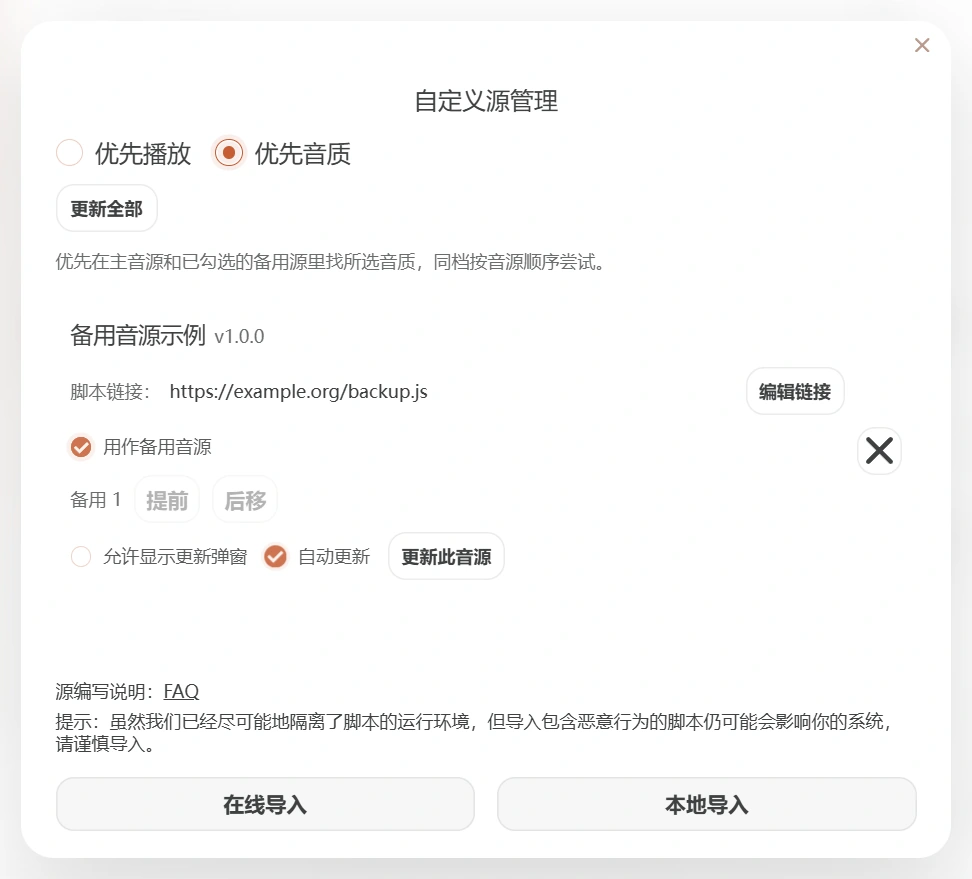 自定义源管理
优先播放 优先音质
更新全部
优先在主音源和已勾选的备用源里找所选音质，同档按音源顺序尝试。
备用音源示例 v1.0.0
脚本链接： https://example.org/backup.js 编辑链接
用作备用音源
备用 1 提前 后移
允许显示更新弹窗 自动更新 更新此音源
源编写说明：FAQ
提示：虽然我们已经尽可能地隔离了脚本的运行环境，但导入包含恶意行为的脚本仍可能会影响你的系统，
请谨慎导入。
在线导入 本地导入